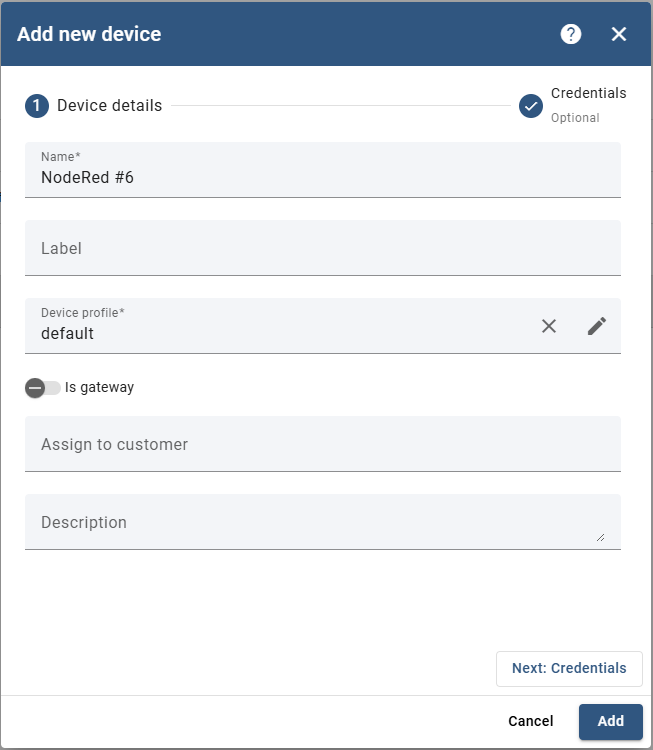 Add new device
?
1 Device details
Credentials
Optional
Name*
NodeRed #6
Label
Device profile*
default
Is gateway
Assign to customer
Description
Next: Credentials
Cancel
Add